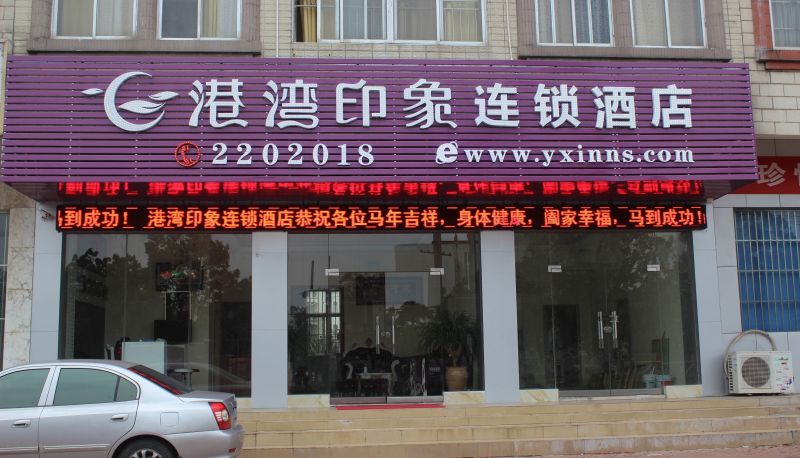 港湾印象连锁酒店
2202018 www.yxinns.com
马到成功！ 港湾印象连锁酒店恭祝各位马年吉祥，身体健康，阖家幸福，马到成功！
珍